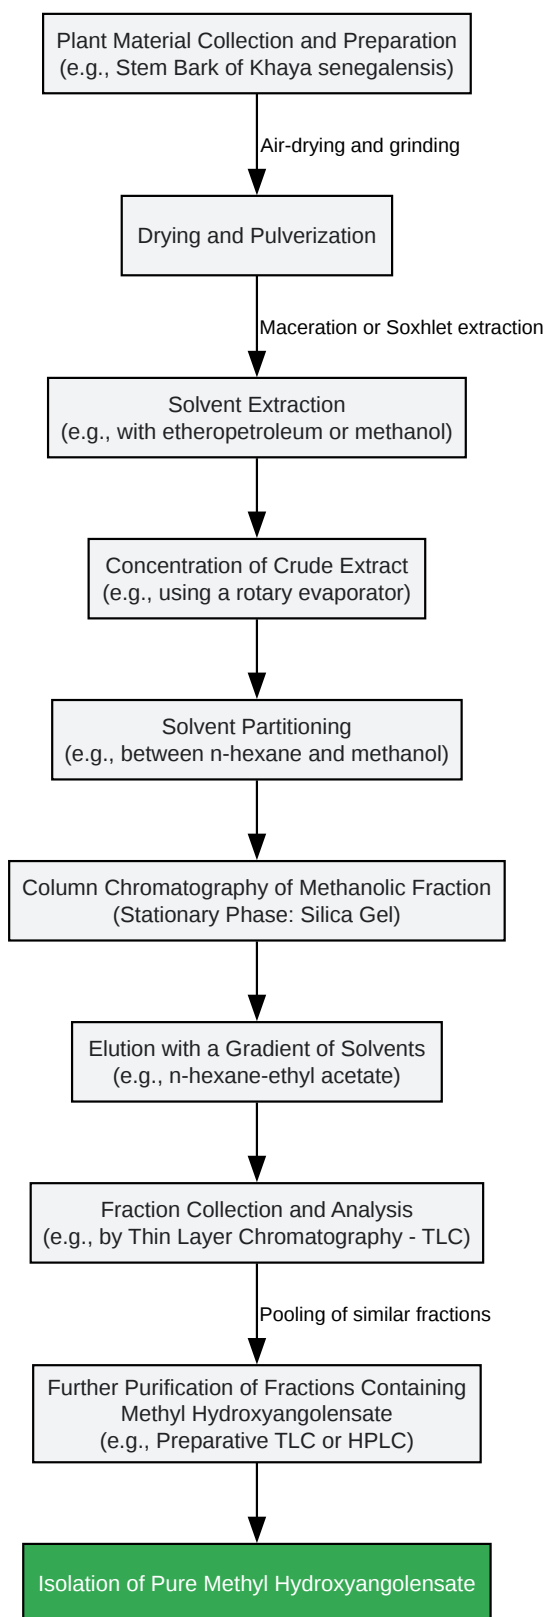 Plant Material Collection and Preparation
(e.g., Stem Bark of Khaya senegalensis)
Air-drying and grinding
Drying and Pulverization
Maceration or Soxhlet extraction
Solvent Extraction
(e.g., with etheropetroleum or methanol)
Concentration of Crude Extract
(e.g., using a rotary evaporator)
Solvent Partitioning
(e.g., between n-hexane and methanol)
Column Chromatography of Methanolic Fraction
(Stationary Phase: Silica Gel)
Elution with a Gradient of Solvents
(e.g., n-hexane-ethyl acetate)
Fraction Collection and Analysis
(e.g., by Thin Layer Chromatography - TLC)
Pooling of similar fractions
Further Purification of Fractions Containing
Methyl Hydroxyangolensate
(e.g., Preparative TLC or HPLC)
Isolation of Pure Methyl Hydroxyangolensate